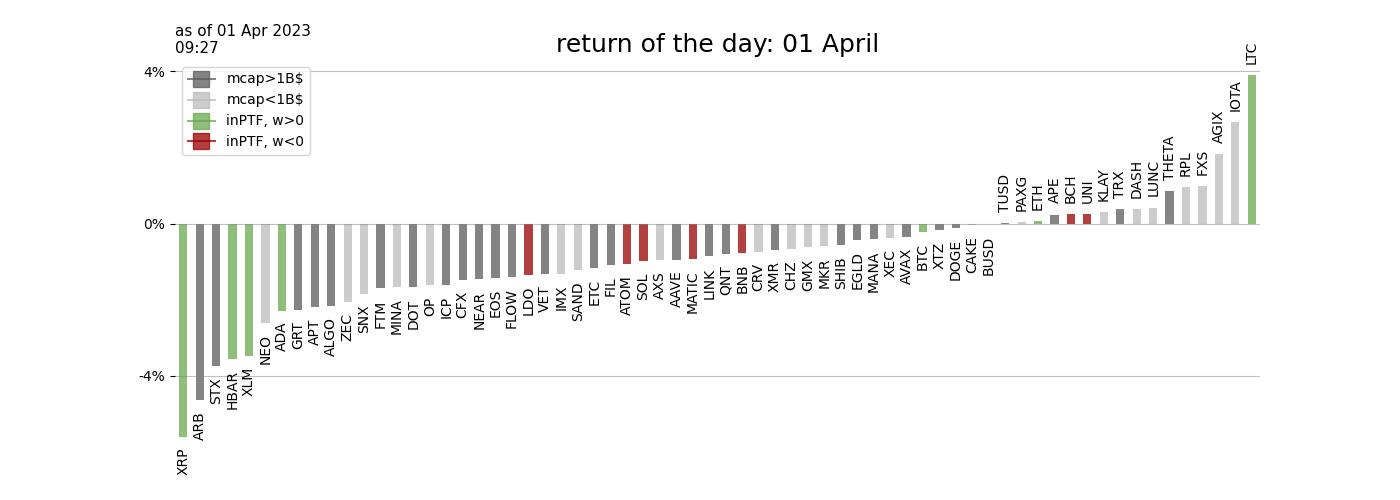 as of 01 Apr 2023
09:27
return of the day: 01 April
4%
0%
-4%
mcap>1B$
mcap<1B$
inPTF, w>0
inPTF, w<0
XRP
ARB
STX
HBAR
XLM
NEO
ADA
GRT
APT
ALGO
ZEC
SNX
FTM
MINA
DOT
OP
ICP
CFX
NEAR
EOS
FLOW
LDO
VET
IMX
SAND
ETC
FIL
ATOM
SOL
AXS
AAVE
MATIC
LINK
QNT
BNB
CRV
XMR
CHZ
GMX
MKR
SHIB
EGLD
MANA
XEC
AVAX
BTC
XTZ
DOGE
CAKE
BUSD
TUSD
PAXG
ETH
APE
BCH
UNI
KLAY
TRX
DASH
LUNC
THETA
RPL
FXS
AGIX
IOTA
LTC